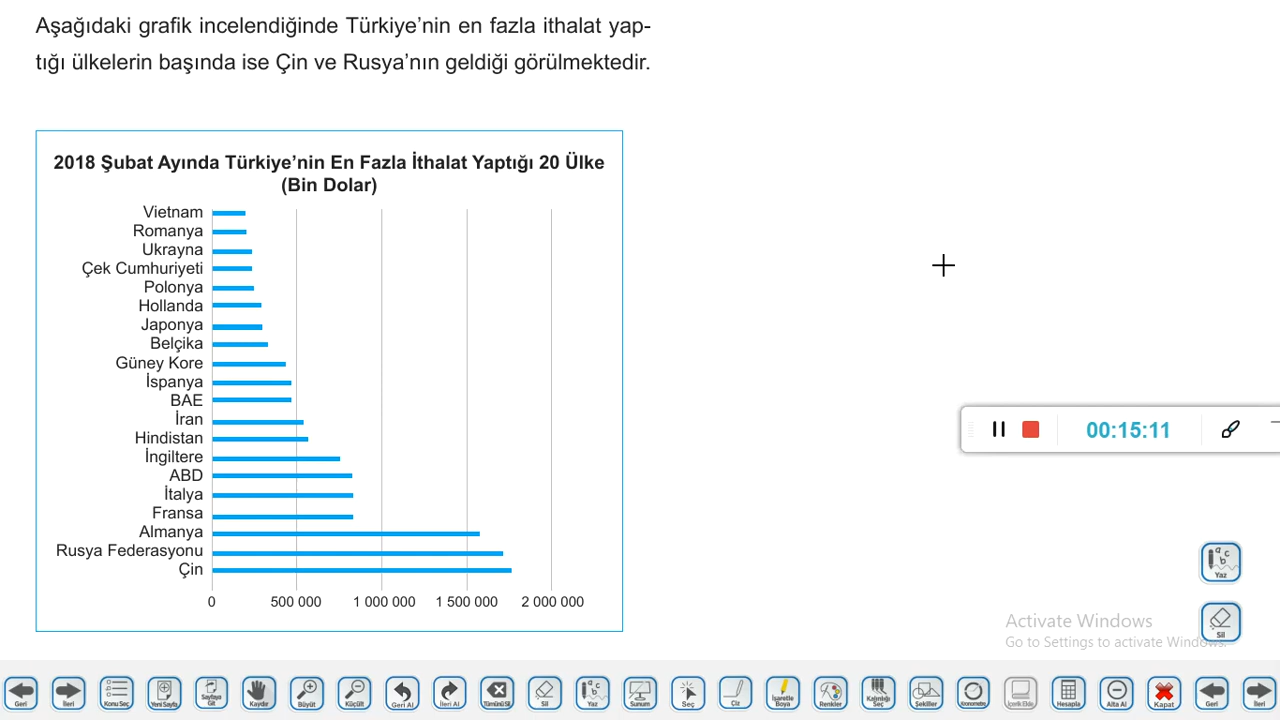 Aşağıdaki grafik incelendiğinde Türkiye’nin en fazla ithalat yap-
tığı ülkelerin başında ise Çin ve Rusya’nın geldiği görülmektedir.
2018 Şubat Ayında Türkiye’nin En Fazla İthalat Yaptığı 20 Ülke
(Bin Dolar)
Vietnam
Romanya
Ukrayna
Çek Cumhuriyeti
Polonya
Hollanda
Japonya
Belçika
Güney Kore
İspanya
BAE
İran
Hindistan
İngiltere
ABD
İtalya
Fransa
Almanya
Rusya Federasyonu
Çin
0 500 000 1 000 000 1 500 000 2 000 000
00:15:11
a b c
Yaz
Sil
Activate Windows
Go to Settings to activate Windows.
Geri İleri Konu Seç Yeni Sayfa Sayfaya Git Kaydır Büyüt Küçült Geri Al İleri Al Tümünü Sil Sil Yaz Sunum Seç Çiz İşaretle Boya Renkler Kalınlığı Seç Şekiller Kronometre İçerik Ekle Hesapla Alta Al Kapat Geri İleri